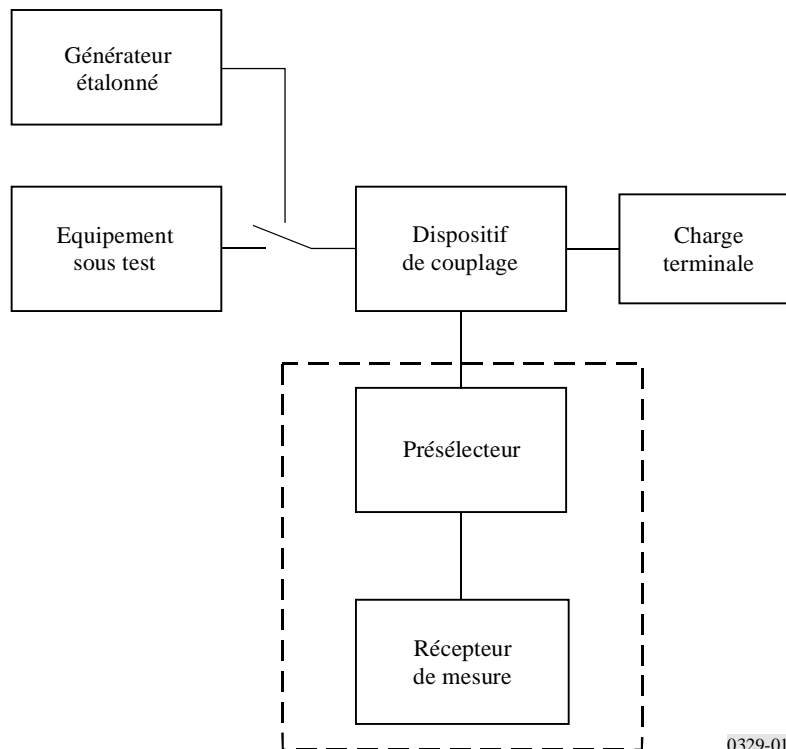 Générateur
étalonné
Equipement
sous test
Dispositif
de couplage
Charge
terminale
Présélecteur
Récepteur
de mesure
0329-01